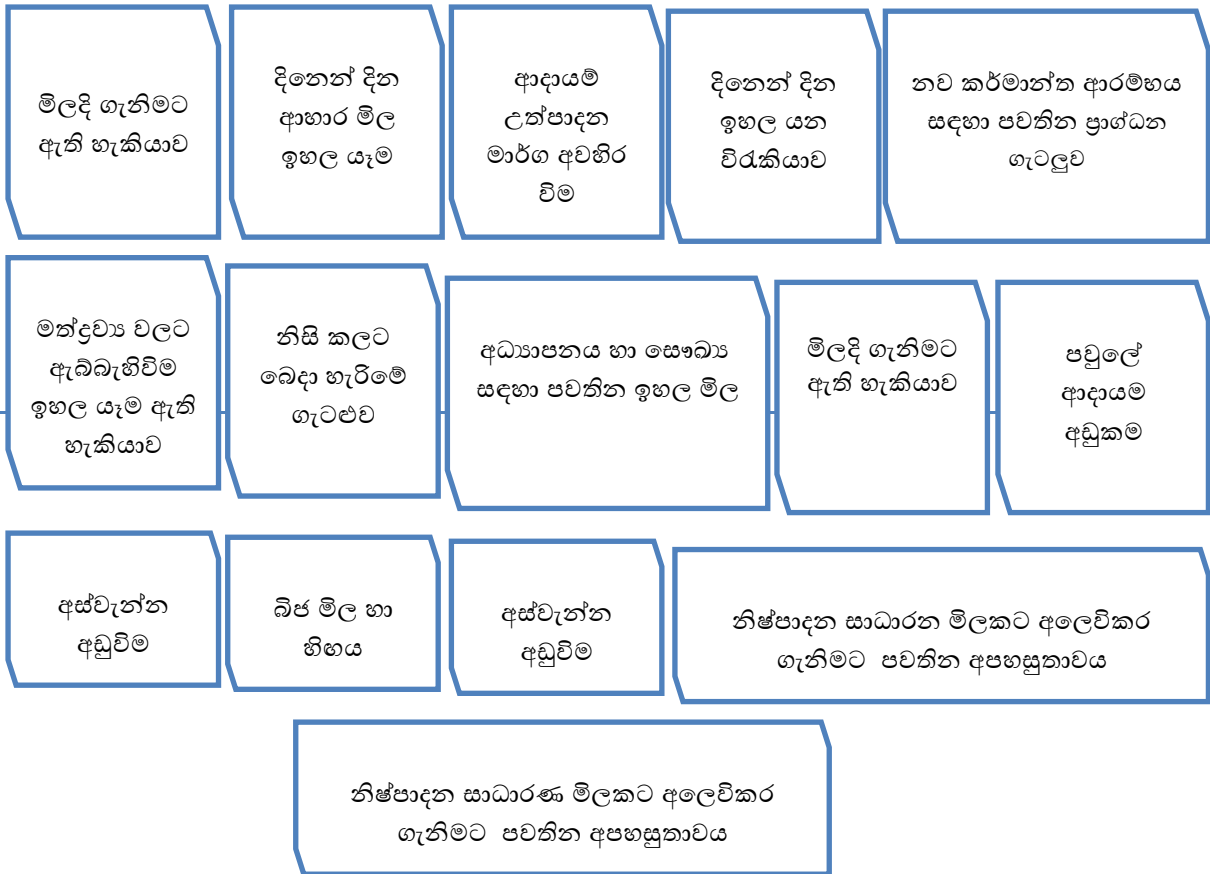 මිලදි ගැනිමට
ඇති හැකියාව
දිනෙන් දින
ආහාර මිල
ඉහල යෑම
ආදායම්
උත්පාදන
මාර්ග අවහිර
විම
දිනෙන් දින
ඉහල යන
විරැකියාව
නව කර්මාන්ත ආරම්භය
සඳහා පවතින ප්‍රාග්ධන
ගැටලුව
මත්ද්‍රව්‍ය වලට
ඇබ්බැහිවිම
ඉහල යෑම ඇති
හැකියාව
නිසි කලට
බෙදා හැරිමේ
ගැටළුව
අධ්‍යාපනය හා සෞඛ්‍ය
සඳහා පවතින ඉහල මිල
මිලදි ගැනිමට
ඇති හැකියාව
පවුලේ
ආදායම
අඩුකම
අස්වැන්න
අඩුවිම
බිජ මිල හා
හිඟය
අස්වැන්න
අඩුවිම
නිෂ්පාදන සාධාරන මිලකට අලෙවිකර
ගැනිමට පවතින අපහසුතාවය
නිෂ්පාදන සාධාරණ මිලකට අලෙවිකර
ගැනිමට පවතින අපහසුතාවය